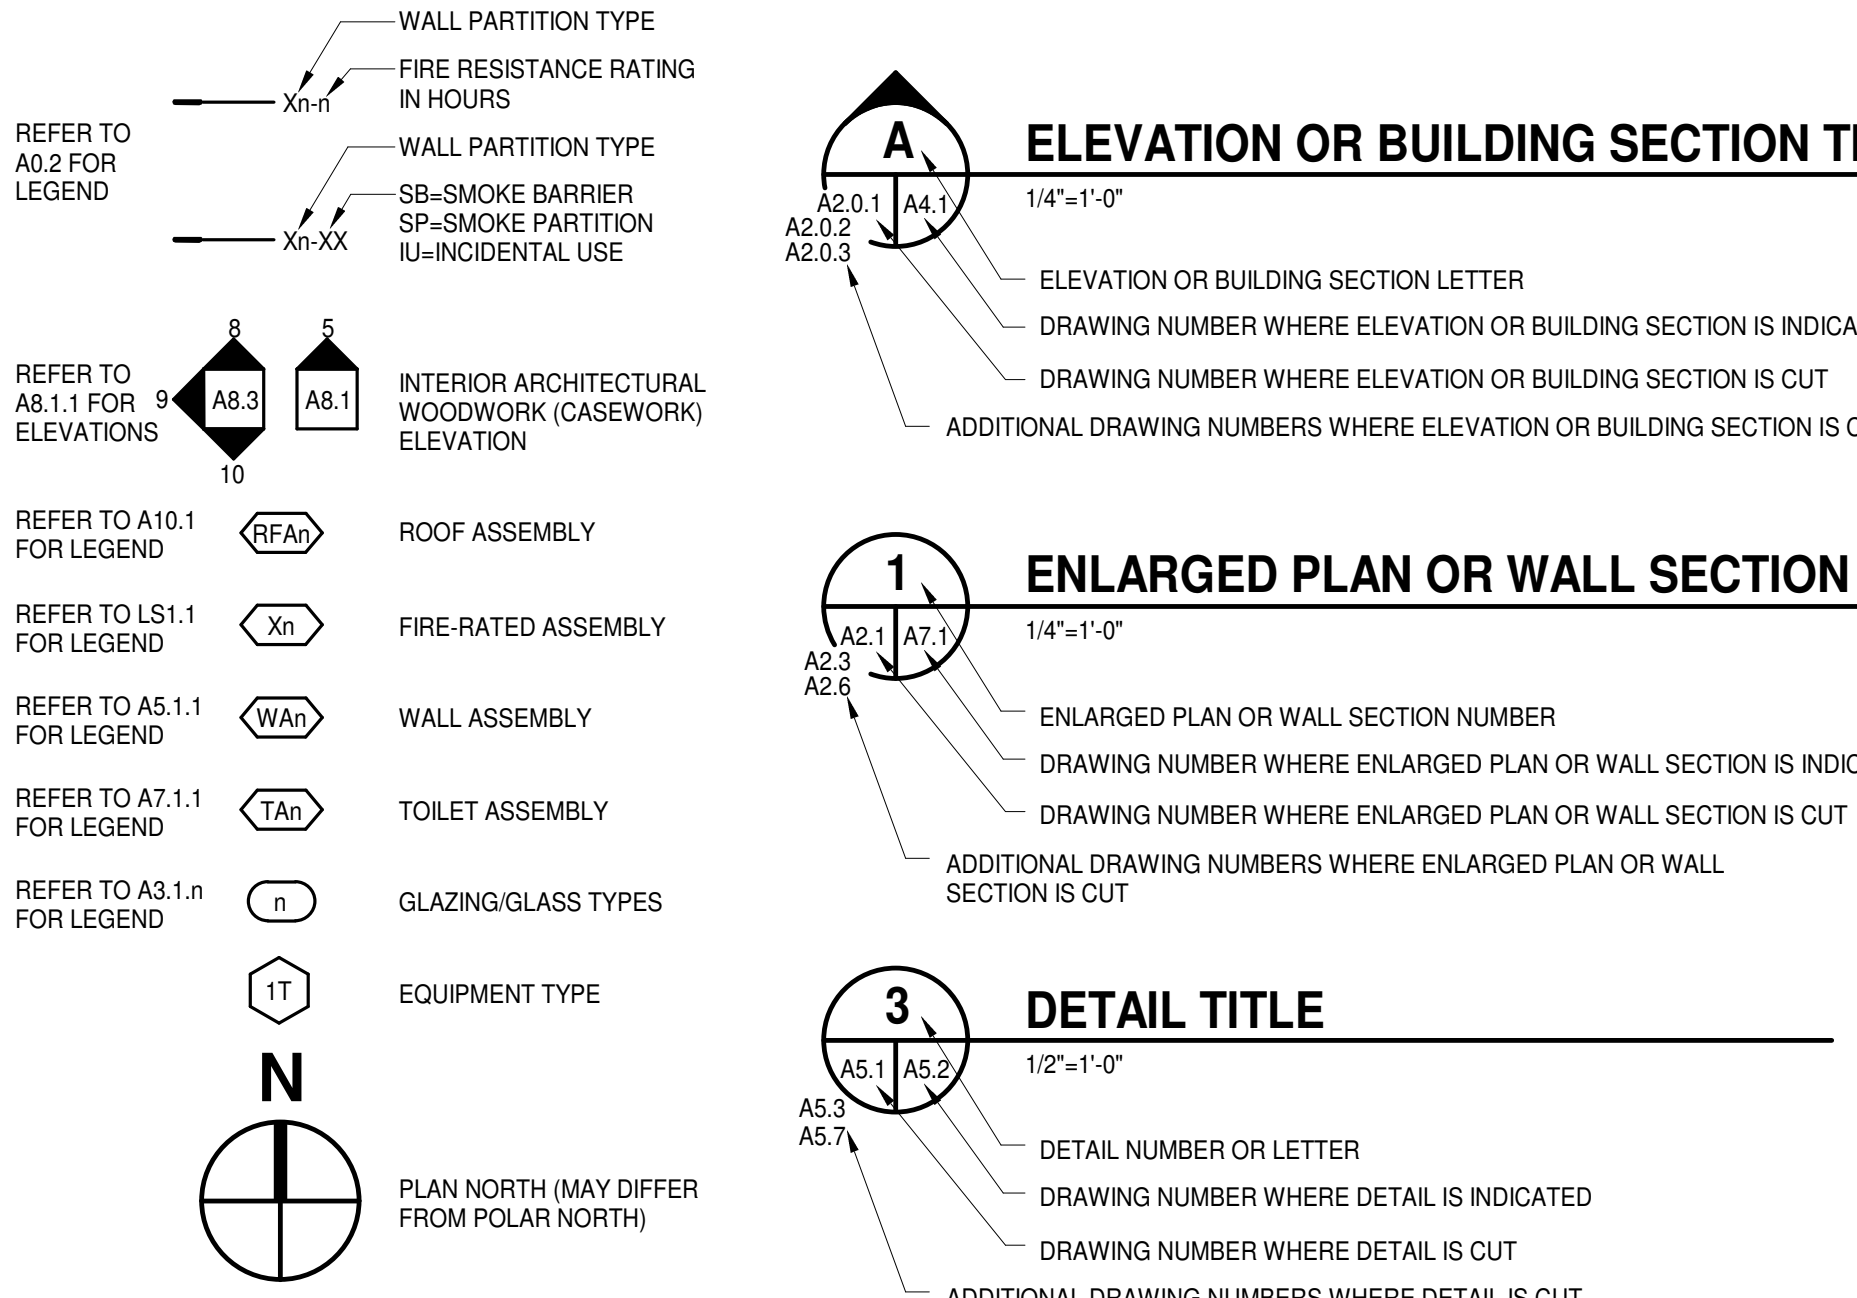 WALL PARTITION TYPE
FIRE RESISTANCE RATING
IN HOURS
Xn-n
REFER TO
A0.2 FOR
LEGEND
WALL PARTITION TYPE
SB=SMOKE BARRIER
SP=SMOKE PARTITION
IU=INCIDENTAL USE
Xn-XX
8
5
REFER TO
A8.1.1 FOR
ELEVATIONS
9
A8.3
A8.1
10
INTERIOR ARCHITECTURAL
WOODWORK (CASEWORK)
ELEVATION
REFER TO A10.1
FOR LEGEND
RFAn
ROOF ASSEMBLY
REFER TO LS1.1
FOR LEGEND
Xn
FIRE-RATED ASSEMBLY
REFER TO A5.1.1
FOR LEGEND
WAn
WALL ASSEMBLY
REFER TO A7.1.1
FOR LEGEND
TAn
TOILET ASSEMBLY
REFER TO A3.1.n
FOR LEGEND
n
GLAZING/GLASS TYPES
1T
EQUIPMENT TYPE
N
PLAN NORTH (MAY DIFFER
FROM POLAR NORTH)
A
ELEVATION OR BUILDING SECTION
1/4"=1'-0"
A2.0.1
A4.1
A2.0.2
A2.0.3
ELEVATION OR BUILDING SECTION LETTER
DRAWING NUMBER WHERE ELEVATION OR BUILDING SECTION IS
DRAWING NUMBER WHERE ELEVATION OR BUILDING SECTION IS CUT
ADDITIONAL DRAWING NUMBERS WHERE ELEVATION OR BUILDING SECTION IS
1
ENLARGED PLAN OR WALL SECTION
1/4"=1'-0"
A2.1
A7.1
A2.3
A2.6
ENLARGED PLAN OR WALL SECTION NUMBER
DRAWING NUMBER WHERE ENLARGED PLAN OR WALL SECTION IS
DRAWING NUMBER WHERE ENLARGED PLAN OR WALL SECTION IS CUT
ADDITIONAL DRAWING NUMBERS WHERE ENLARGED PLAN OR WALL
SECTION IS CUT
3
DETAIL TITLE
1/2"=1'-0"
A5.1
A5.2
A5.3
A5.7
DETAIL NUMBER OR LETTER
DRAWING NUMBER WHERE DETAIL IS INDICATED
DRAWING NUMBER WHERE DETAIL IS CUT
ADDITIONAL DRAWING NUMBERS WHERE DETAIL IS CUT